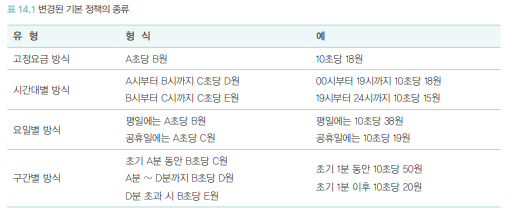 표 14.1 변경된 기본 정책의 종류
유 형 형 식 예
고정요금 방식 A초당 B원 10초당 18원
시간대별 방식 A시부터 B시까지 C초당 D원 00시부터 19시까지 10초당 18원
B시부터 C시까지 C초당 E원 19시부터 24시까지 10초당 15원
요일별 방식 평일에는 A초당 B원 평일에는 10초당 38원
공휴일에는 A초당 C원 공휴일에는 10초당 19원
구간별 방식 초기 A분 동안 B초당 C원 초기 1분 동안 10초당 50원
A분 ～ D분까지 B초당 D원 초기 1분 이후 10초당 20원
D분 초과 시 B초당 E원